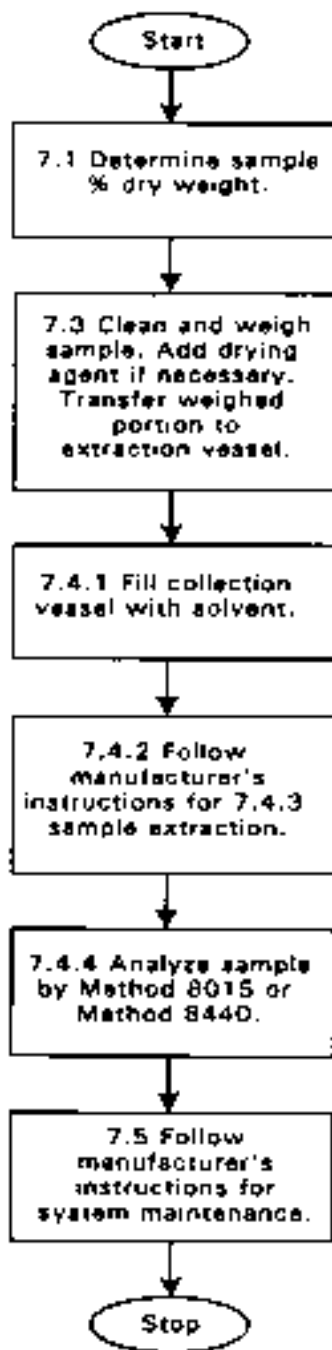 Start
7.1 Determine sample
% dry weight.
7.3 Clean and weigh
sample. Add drying
agent if necessary.
Transfer weighed
portion to
extraction vessel.
7.4.1 Fill collection
vessel with solvent.
7.4.2 Follow
manufacturer's
instructions for 7.4.3
sample extraction.
7.4.4 Analyze sample
by Method 8015 or
Method 8440.
7.5 Follow
manufacturer's
instructions for
system maintenance.
Stop